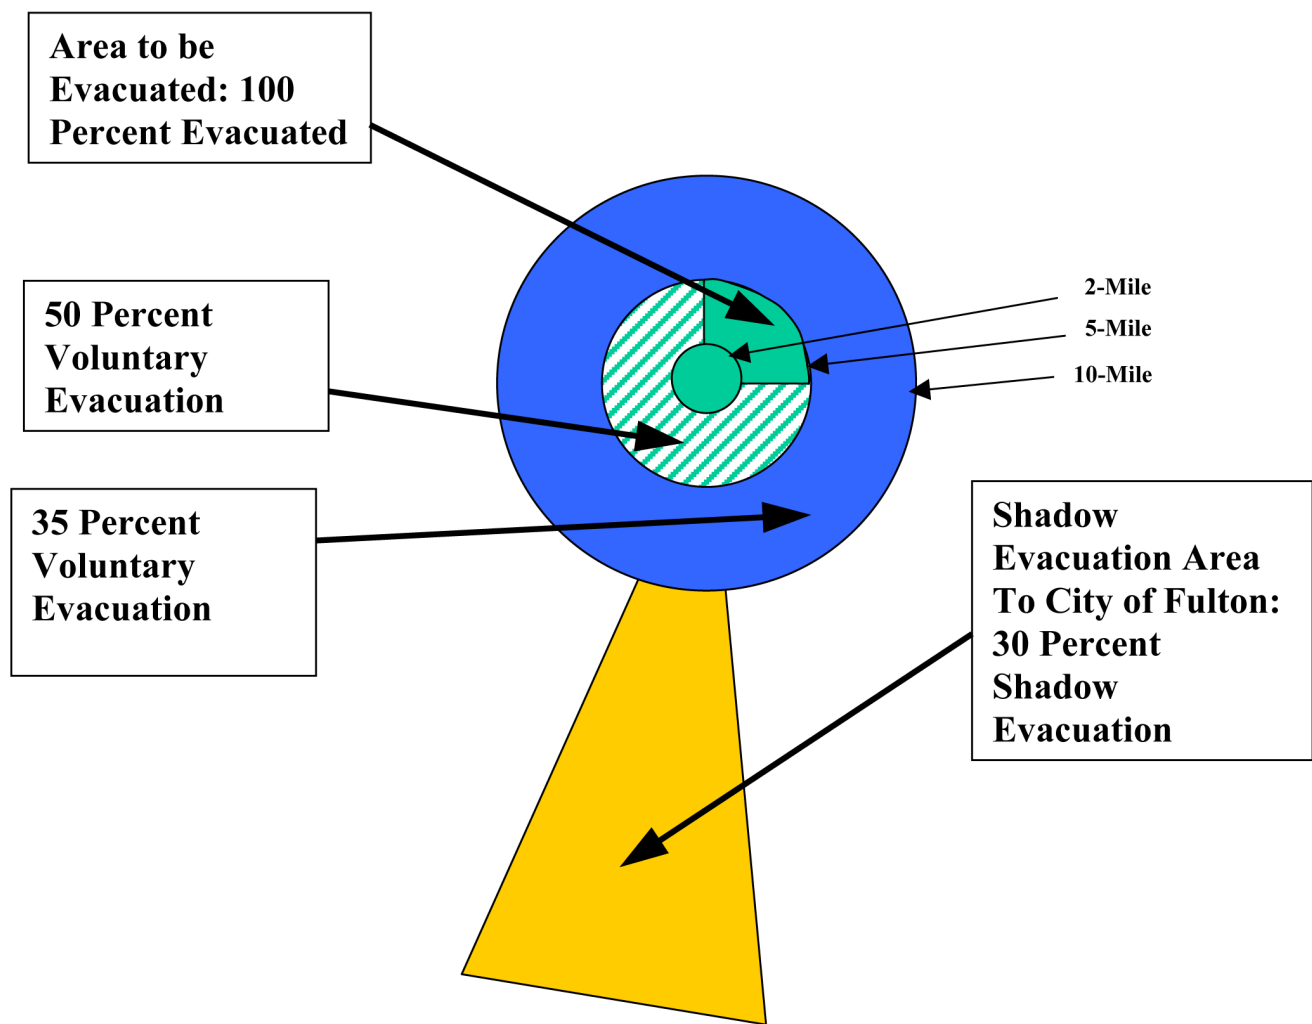 Area to be
Evacuated: 100
Percent Evacuated
50 Percent
Voluntary
Evacuation
35 Percent
Voluntary
Evacuation
2-Mile
5-Mile
10-Mile
Shadow
Evacuation Area
To City of Fulton:
30 Percent
Shadow
Evacuation